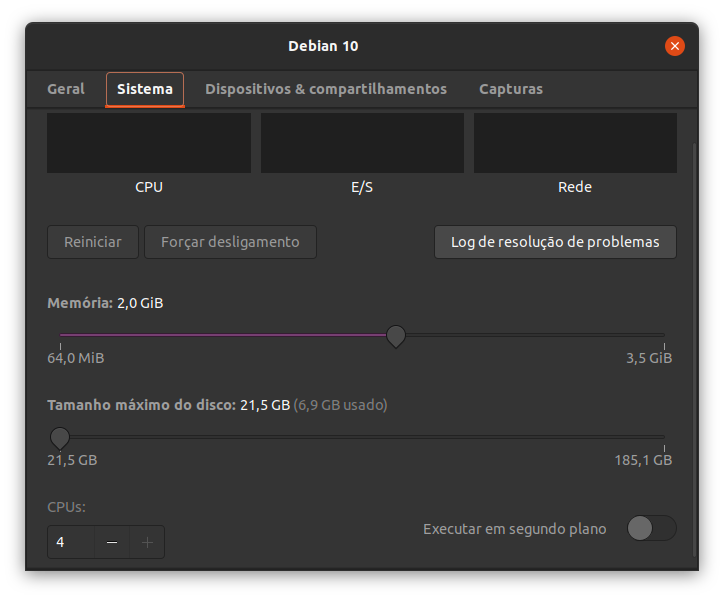 Debian 10
Geral Sistema Dispositivos & compartilhamentos Capturas
CPU E/S Rede
Reiniciar Forçar desligamento Log de resolução de problemas
Memória: 2,0 GiB
64,0 MiB 3,5 GiB
Tamanho máximo do disco: 21,5 GB (6,9 GB usado)
21,5 GB 185,1 GB
CPUs:
4 − + Executar em segundo plano